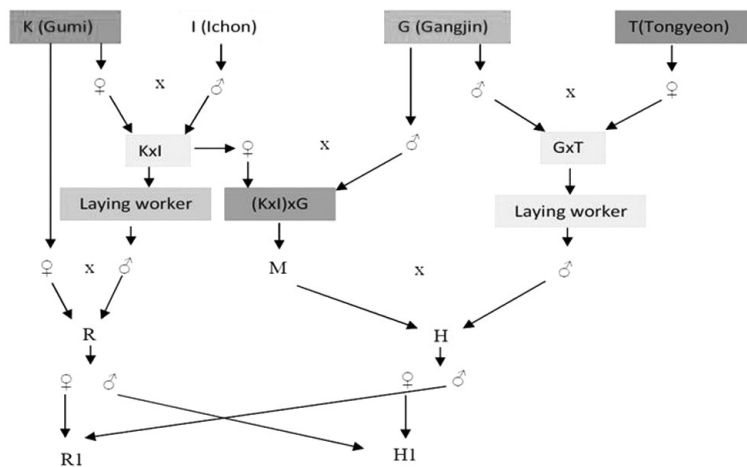 K (Gumi) I (Ichon) G (Gangjin) T(Tongyeon)
♀ x ♂ ♂ x ♀
KxI ♀ x ♂ GxT
Laying worker (KxI)xG Laying worker
♀ x ♂ M x ♂
R H
♀ ♂ ♀ ♂
R1 H1